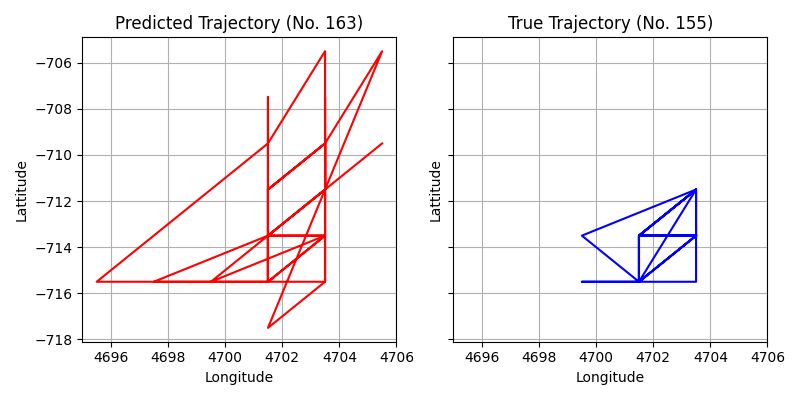 Predicted Trajectory (No. 163)
True Trajectory (No. 155)
−706
−708
−710
−712
−714
−716
−718
Lattitude
Lattitude
4696 4698 4700 4702 4704 4706
4696 4698 4700 4702 4704 4706
Longitude
Longitude